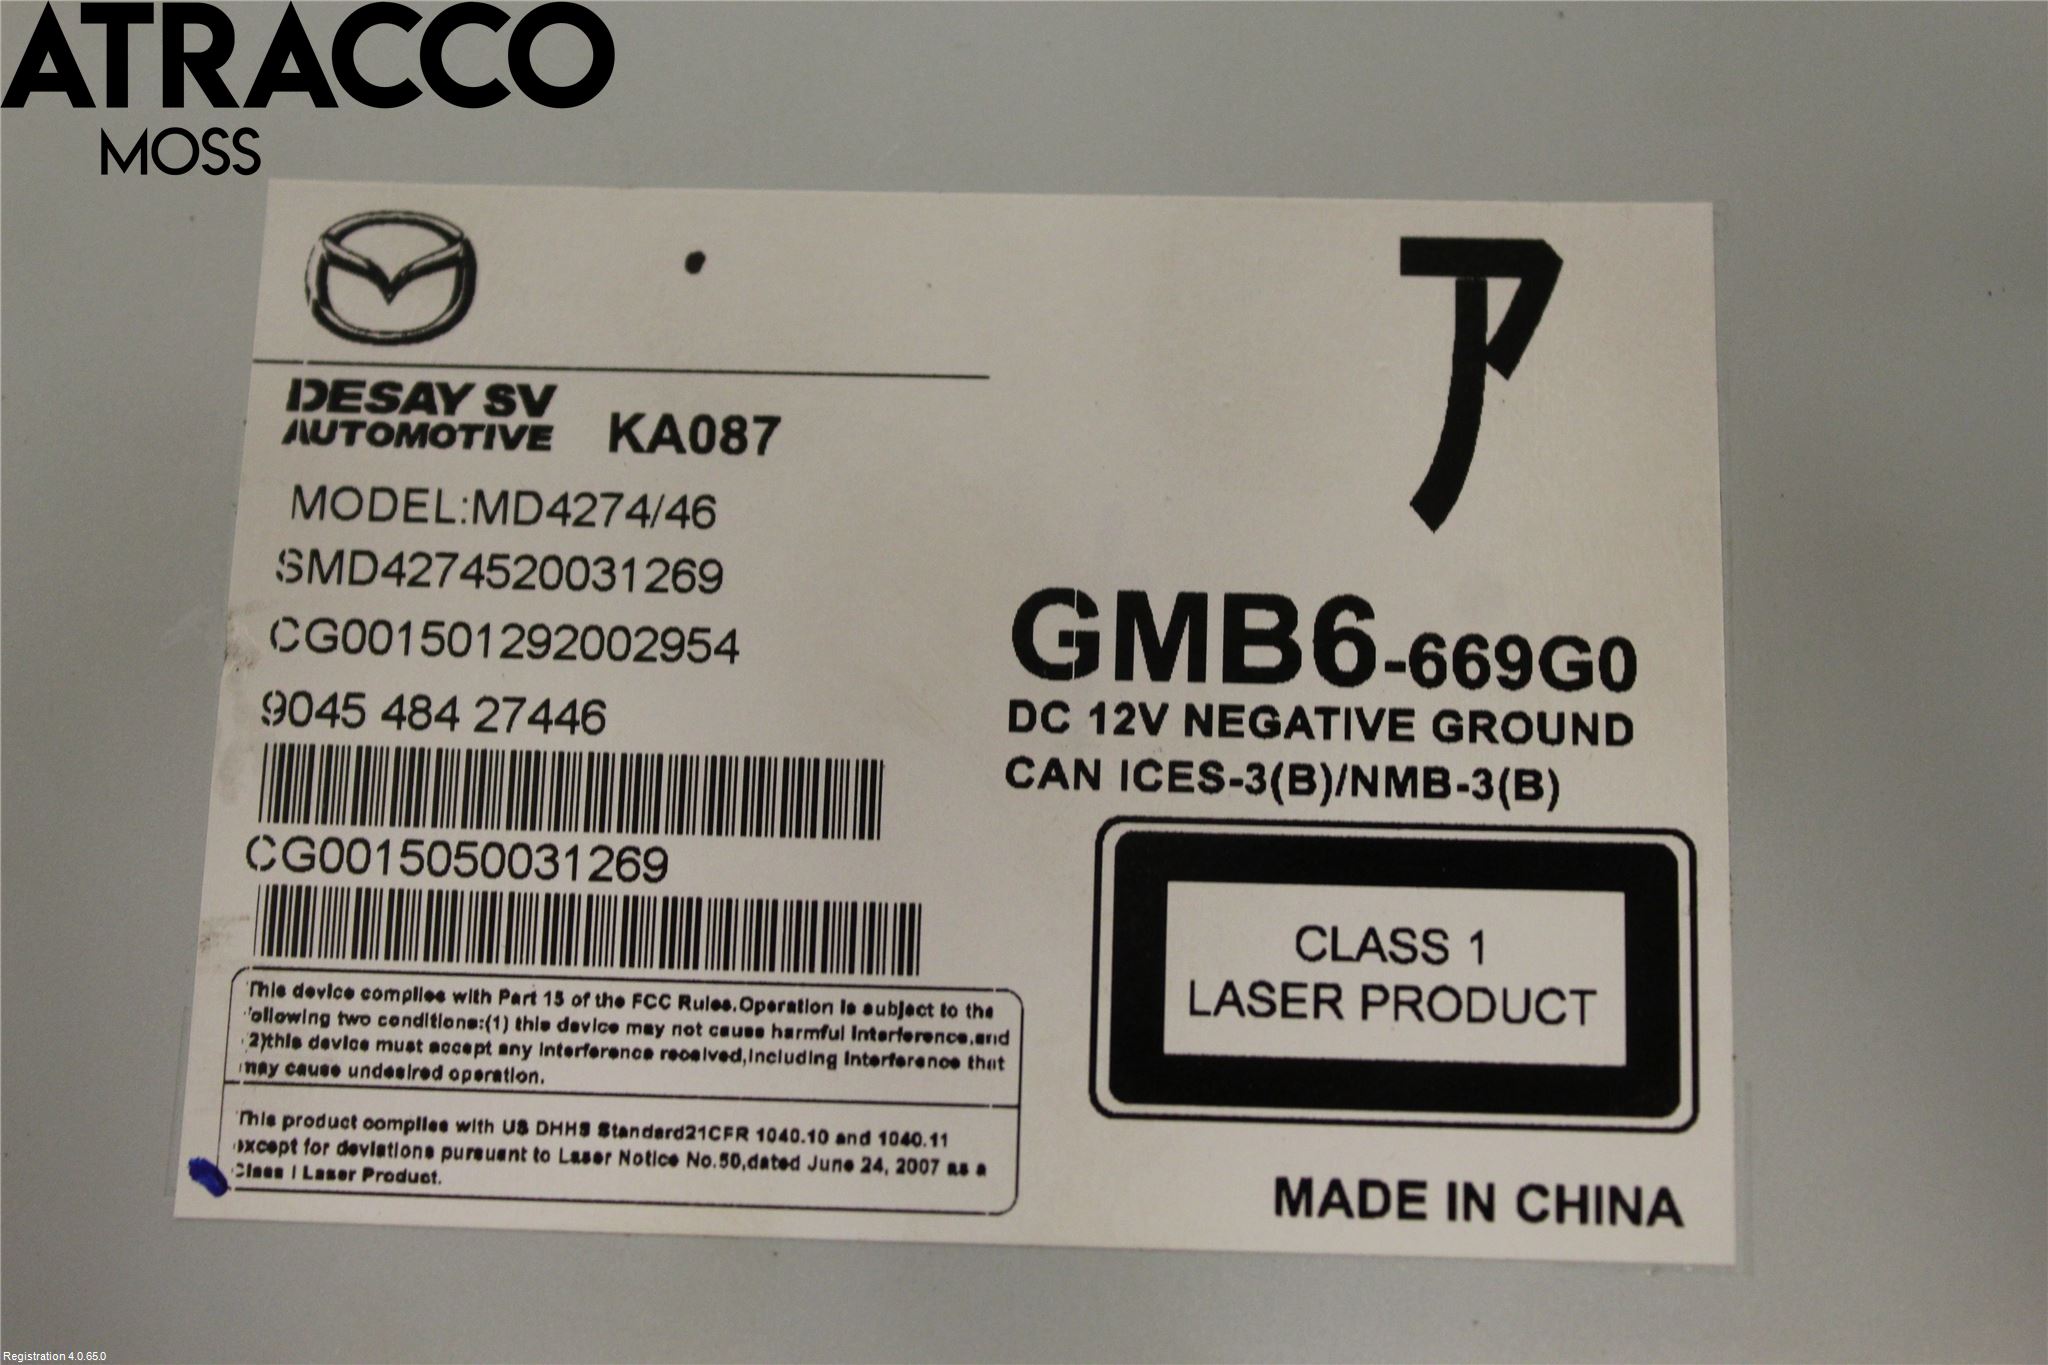 ATRACCO
MOSS
ア
DESAY SV
AUTOMOTIVE KA087
MODEL:MD4274/46
SMD4274520031269
CG001501292002954
9045 484 27446
CG0015050031269
This device complies with Part 15 of the FCC Rules.Operation is subject to the
following two conditions:(1) this device may not cause harmful interference,and
2)this device must accept any interference received,including interference that
may cause undesired operation.
This product complies with US DHHS Standard21CFR 1040.10 and 1040.11
except for deviations pursuant to Laser Notice No.50,dated June 24, 2007 as a
Class I Laser Product.
GMB6-669G0
DC 12V NEGATIVE GROUND
CAN ICES-3(B)/NMB-3(B)
CLASS 1
LASER PRODUCT
MADE IN CHINA
Registration 4.0.65.0